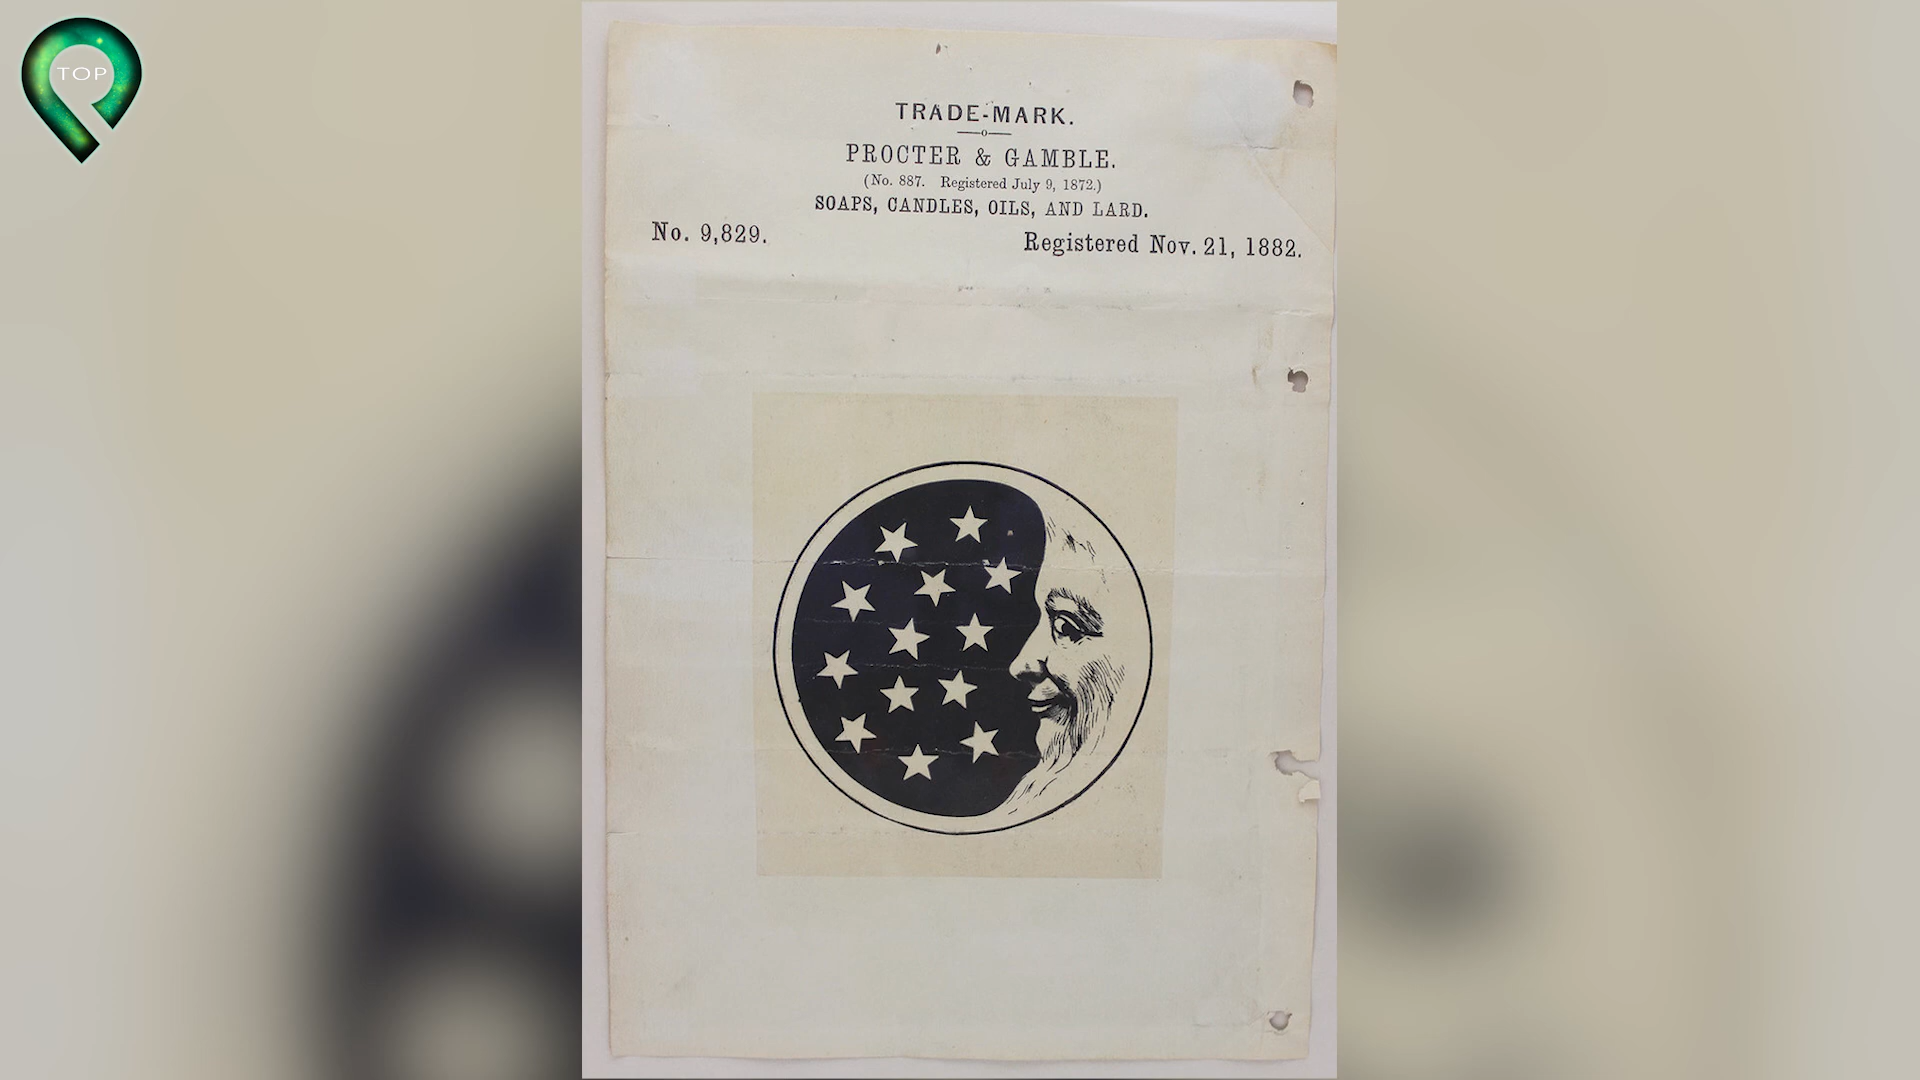 TOP
TRADE-MARK.
PROCTER & GAMBLE.
(No. 887. Registered July 9, 1872.)
SOAPS, CANDLES, OILS, AND LARD.
No. 9,829.
Registered Nov. 21, 1882.